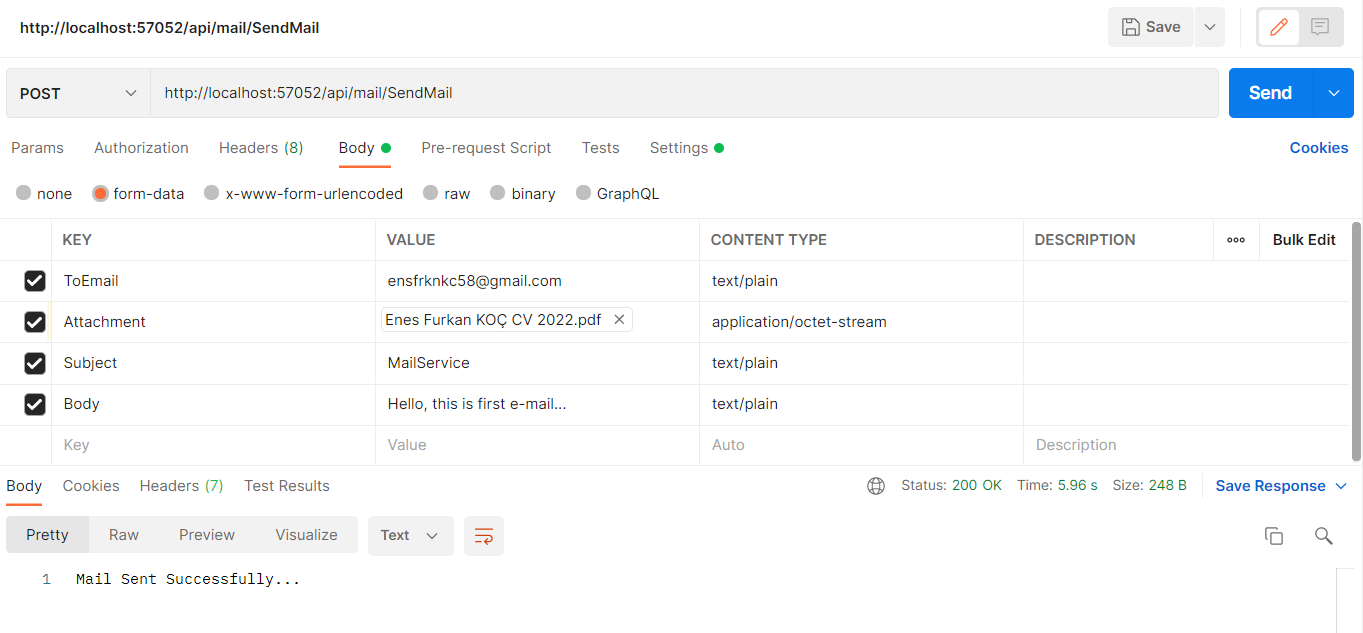 http://localhost:57052/api/mail/SendMail Save
POST http://localhost:57052/api/mail/SendMail Send
Params Authorization Headers (8) Body Pre-request Script Tests Settings Cookies
none form-data x-www-form-urlencoded raw binary GraphQL
KEY VALUE CONTENT TYPE DESCRIPTION ooo Bulk Edit
ToEmail ensfrknkc58@gmail.com text/plain
Attachment Enes Furkan KOÇ CV 2022.pdf application/octet-stream
Subject MailService text/plain
Body Hello, this is first e-mail... text/plain
Key Value Auto Description
Body Cookies Headers (7) Test Results Status: 200 OK Time: 5.96 s Size: 248 B Save Response
Pretty Raw Preview Visualize Text
1 Mail Sent Successfully...